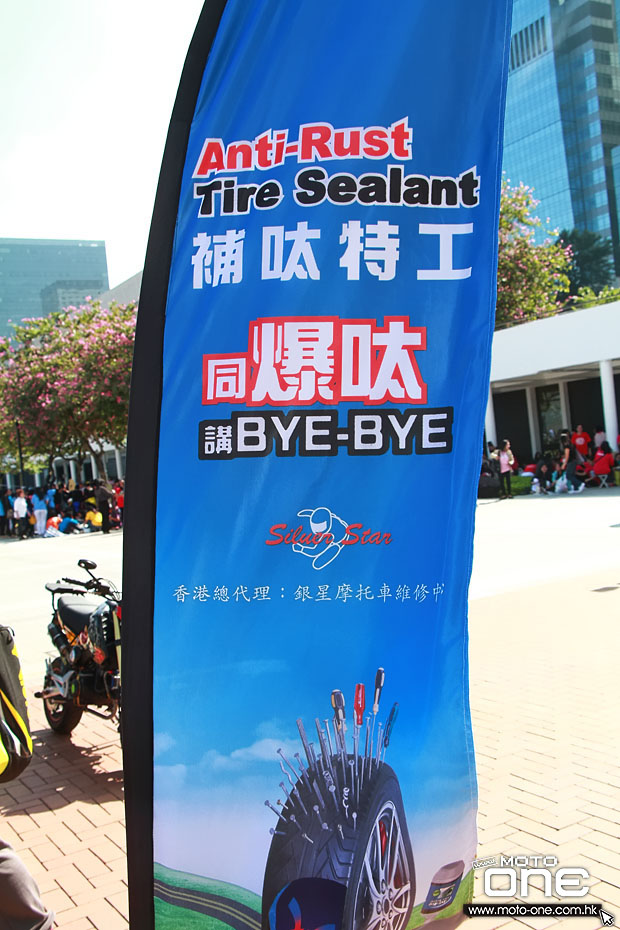 Anti-Rust
Tire Sealant
補呔特工
同爆呔
講BYE-BYE
Silver Star
香港總代理：銀星摩托車維修中
MOTO
ONE
www.moto-one.com.hk